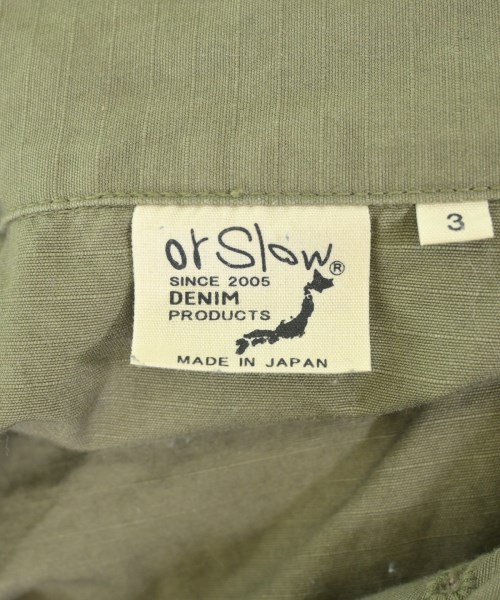 orSlow®
SINCE 2005
DENIM
PRODUCTS
MADE IN JAPAN
3